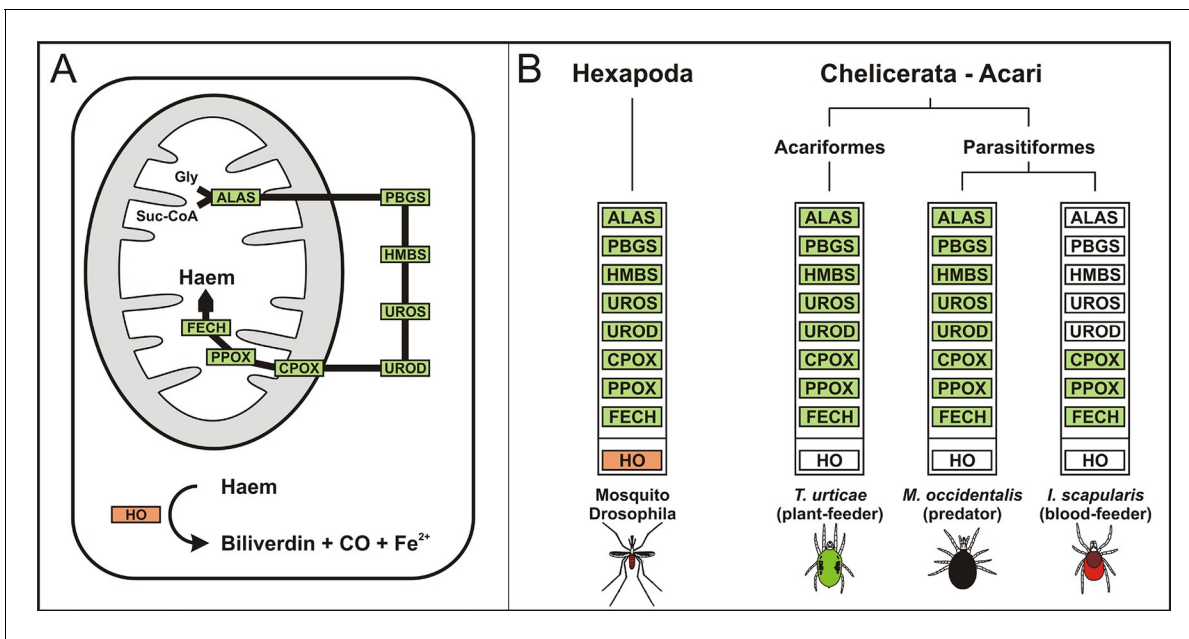 A
Gly
Suc-CoA
ALAS
PBGS
HMBS
UROS
UROD
CPOX
PPOX
FECH
Haem
HO
Haem
Biliverdin + CO + Fe²⁺
B
Hexapoda
Chelicerata - Acari
Acariformes
Parasitiformes
ALAS ALAS ALAS ALAS
PBGS PBGS PBGS PBGS
HMBS HMBS HMBS HMBS
UROS UROS UROS UROS
UROD UROD UROD UROD
CPOX CPOX CPOX CPOX
PPOX PPOX PPOX PPOX
FECH FECH FECH FECH
HO HO HO HO
Mosquito
Drosophila
T. urticae
(plant-feeder)
M. occidentalis
(predator)
I. scapularis
(blood-feeder)